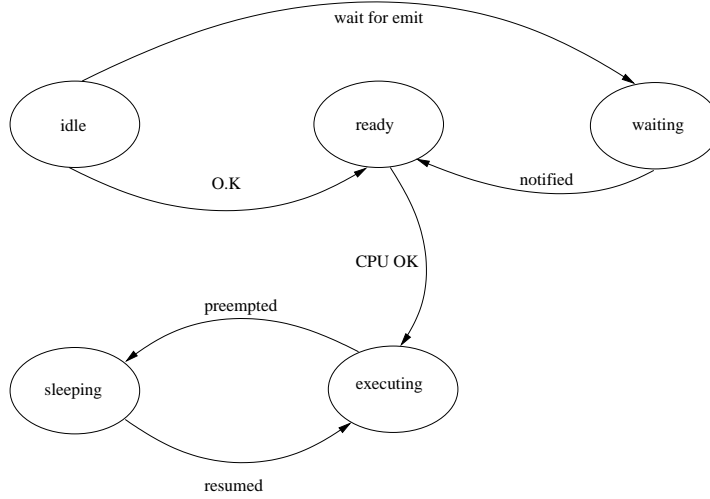 wait for emit
idle
ready
waiting
O.K
notified
CPU OK
preempted
sleeping
executing
resumed